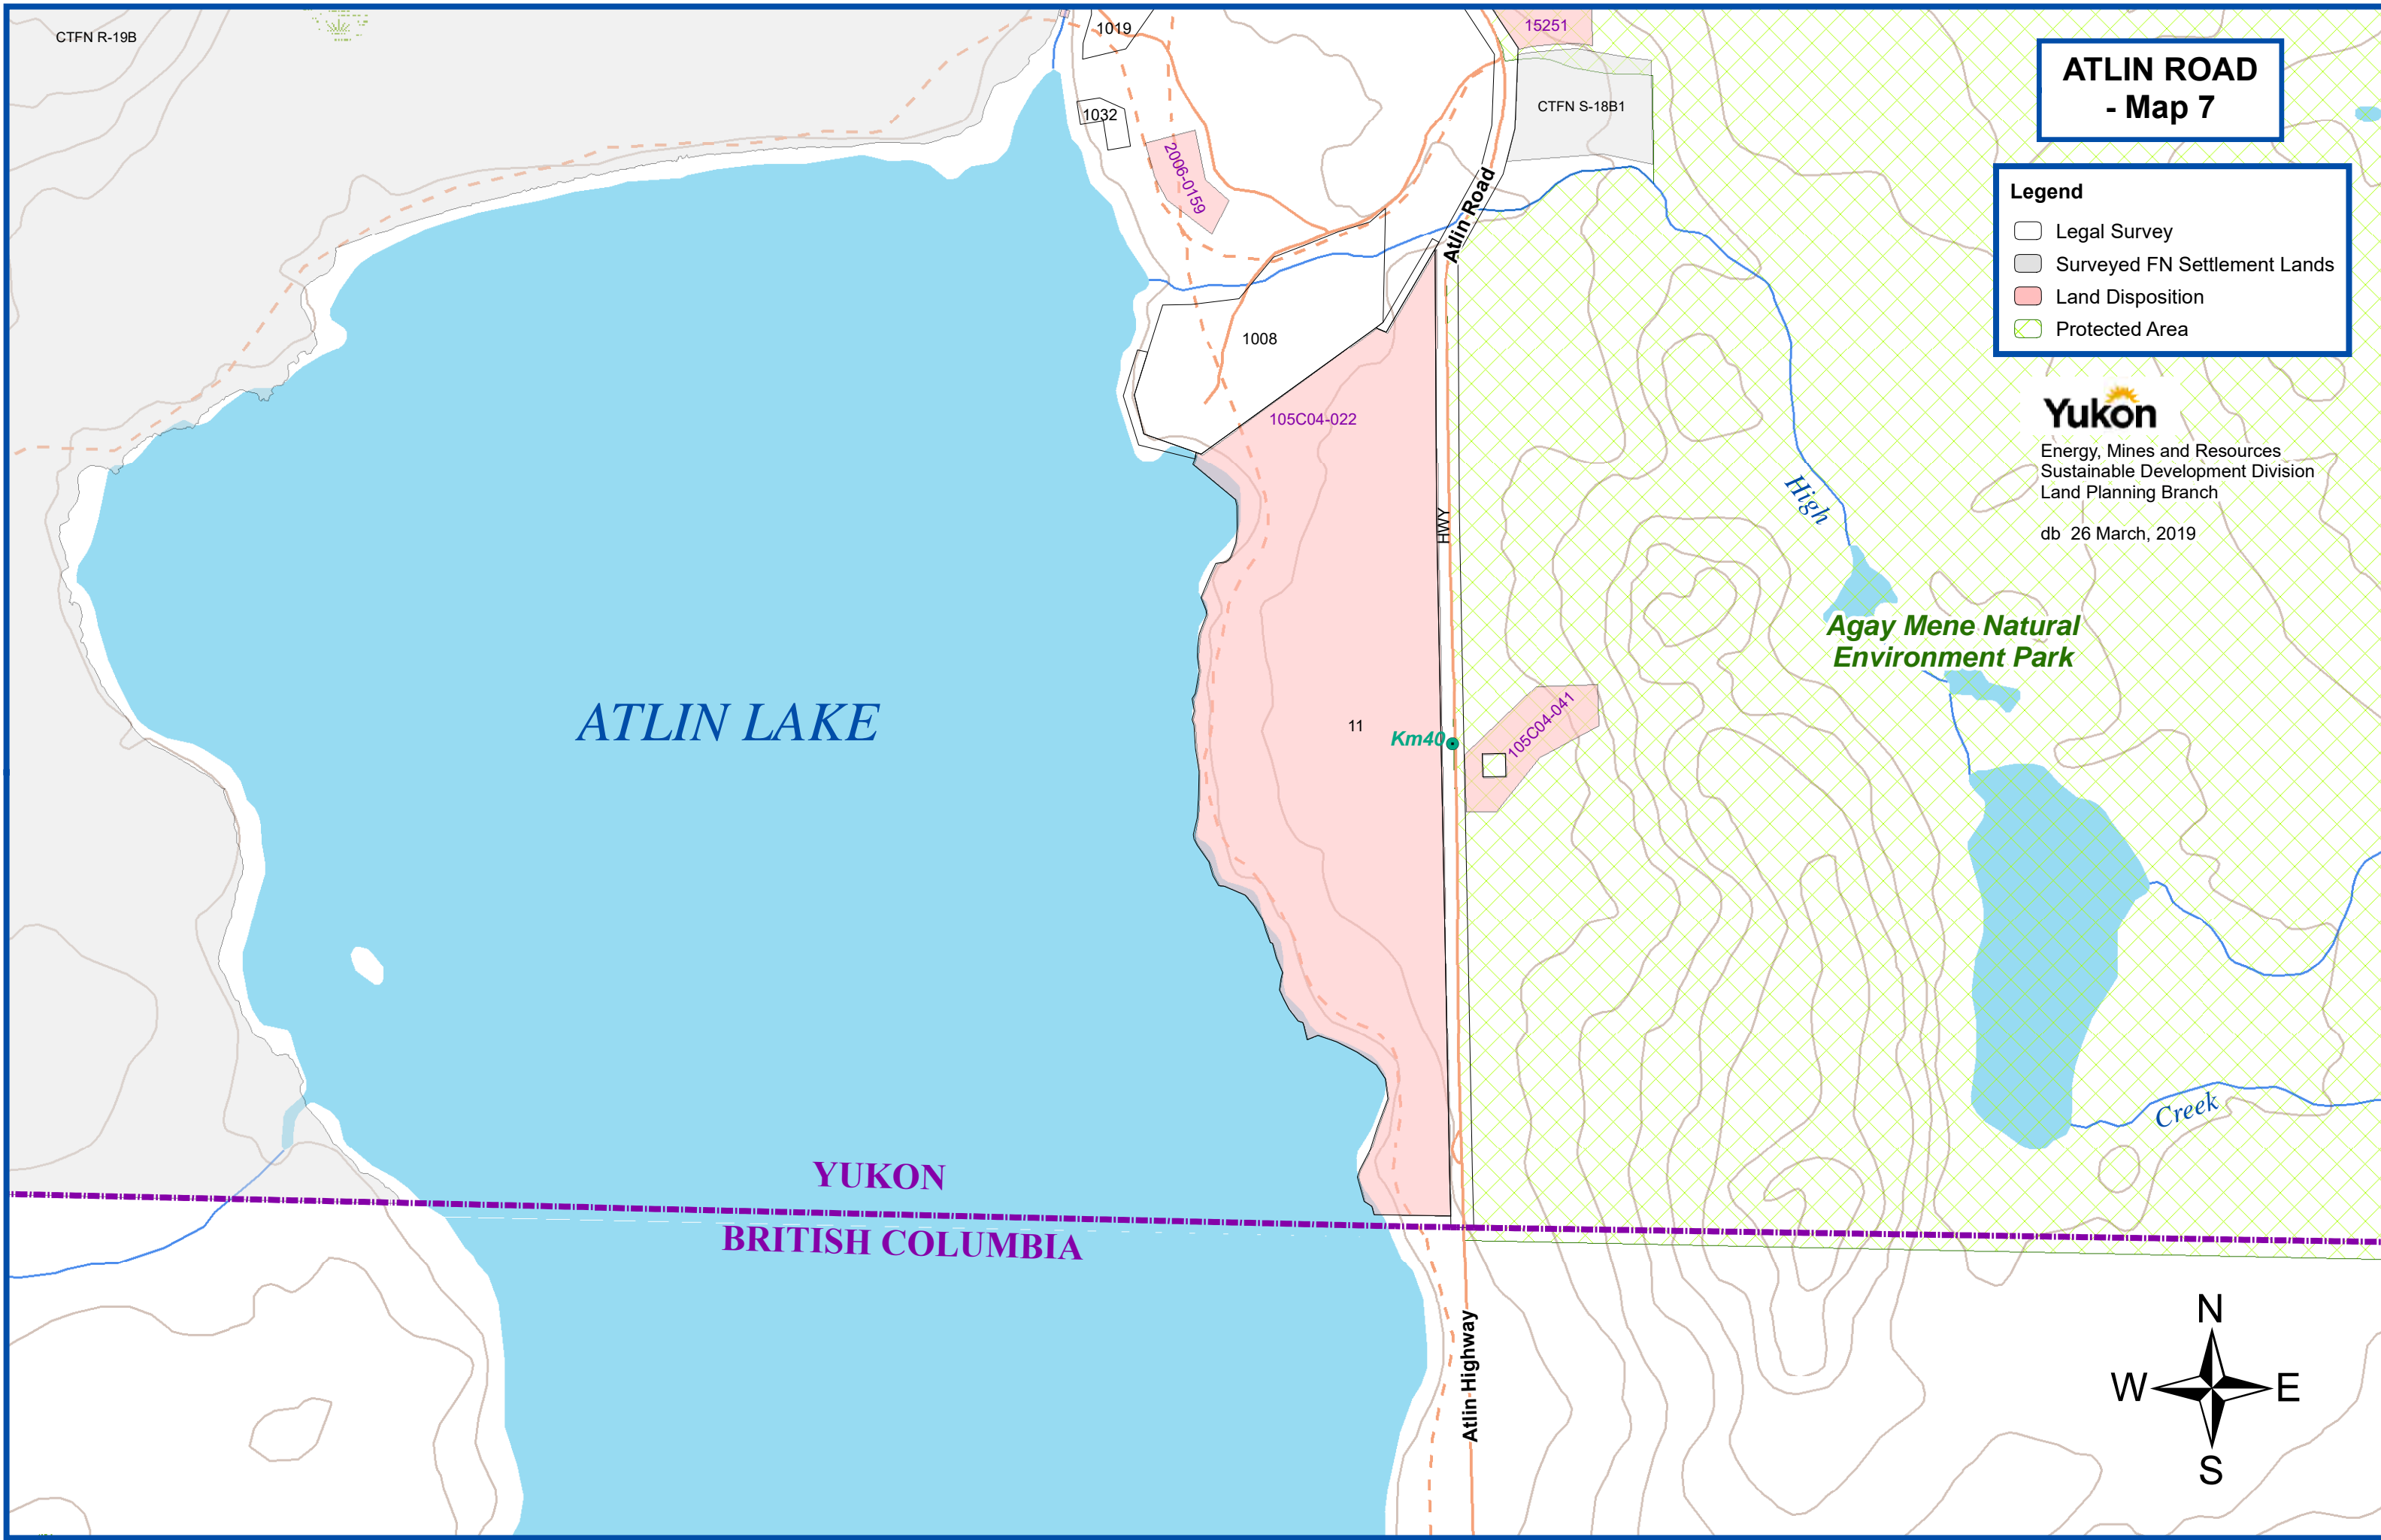 CTFN R-19B
1019
15251
ATLIN ROAD
- Map 7
1032
CTFN S-18B1
2006-0159
Atlin Road
Legend
Legal Survey
Surveyed FN Settlement Lands
Land Disposition
Protected Area
1008
105C04-022
Yukon
Energy, Mines and Resources
Sustainable Development Division
Land Planning Branch
db 26 March, 2019
High
HWY
Agay Mene Natural
Environment Park
ATLIN LAKE
11
Km40
105C04-041
Creek
YUKON
BRITISH COLUMBIA
Atlin Highway
N
W
E
S